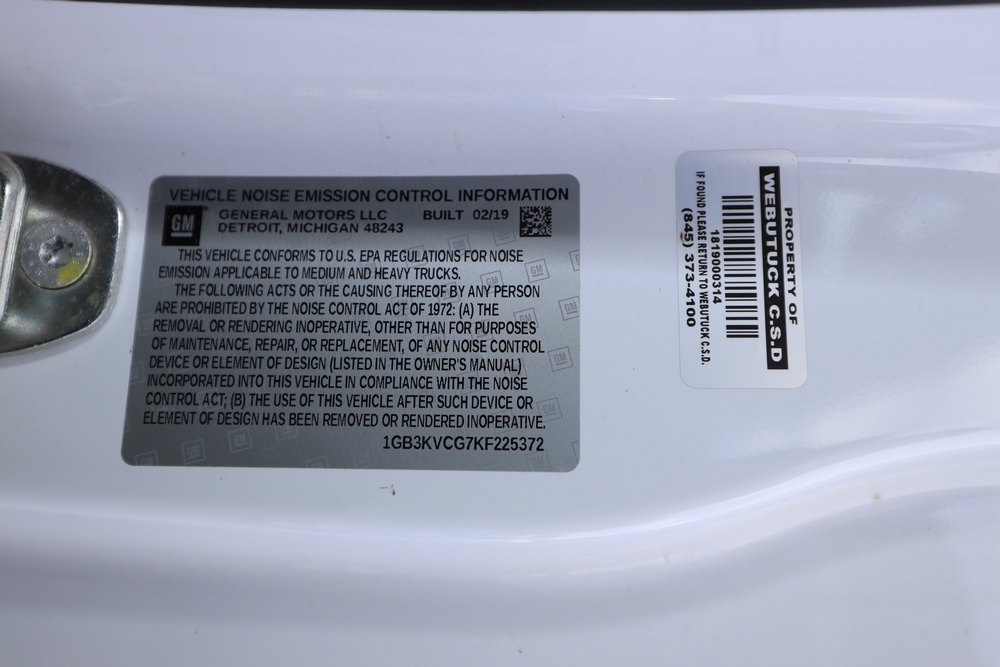 VEHICLE NOISE EMISSION CONTROL INFORMATION
GM
GENERAL MOTORS LLC BUILT 02/19
DETROIT, MICHIGAN 48243
THIS VEHICLE CONFORMS TO U.S. EPA REGULATIONS FOR NOISE
EMISSION APPLICABLE TO MEDIUM AND HEAVY TRUCKS.
THE FOLLOWING ACTS OR THE CAUSING THEREOF BY ANY PERSON
ARE PROHIBITED BY THE NOISE CONTROL ACT OF 1972: (A) THE
REMOVAL OR RENDERING INOPERATIVE, OTHER THAN FOR PURPOSES
OF MAINTENANCE, REPAIR, OR REPLACEMENT, OF ANY NOISE CONTROL
DEVICE OR ELEMENT OF DESIGN (LISTED IN THE OWNER'S MANUAL)
INCORPORATED INTO THIS VEHICLE IN COMPLIANCE WITH THE NOISE
CONTROL ACT; (B) THE USE OF THIS VEHICLE AFTER SUCH DEVICE OR
ELEMENT OF DESIGN HAS BEEN REMOVED OR RENDERED INOPERATIVE.
1GB3KVCG7KF225372
PROPERTY OF
WEBUTUCK C.S.D
1819000314
IF FOUND PLEASE RETURN TO WEBUTUCK C.S.D.
(845) 373-4100